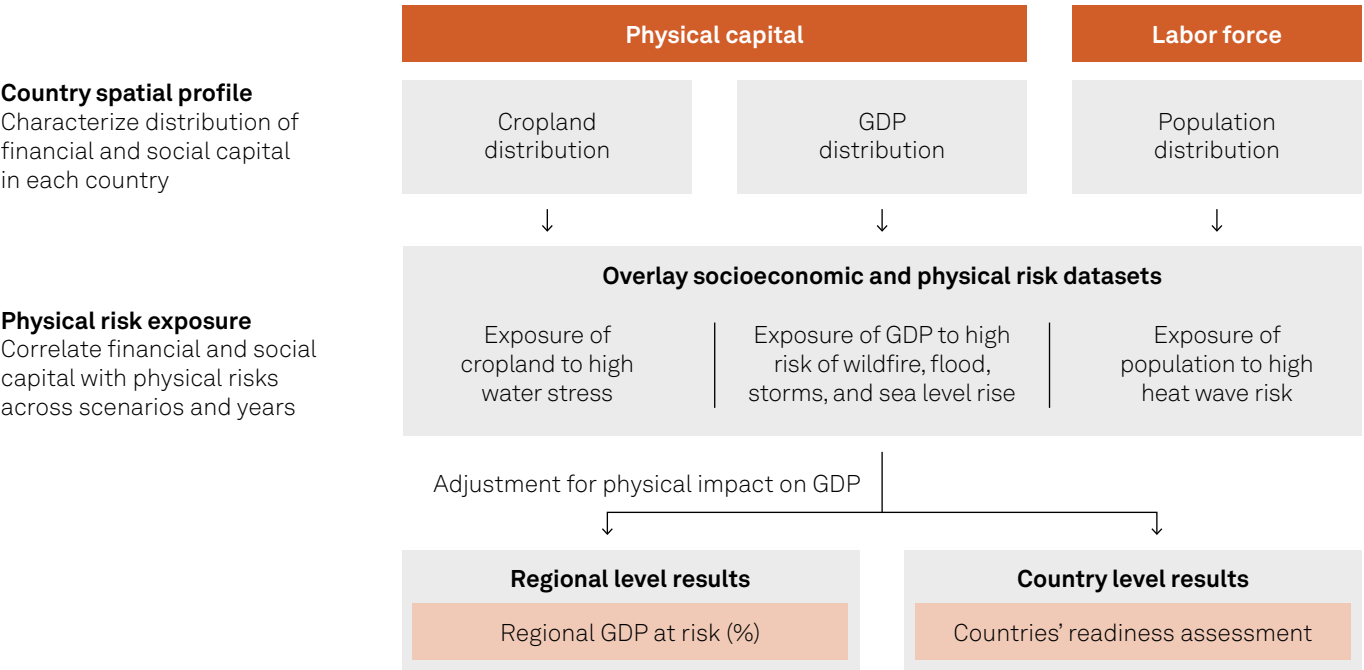 Physical capital
Labor force
Country spatial profile
Characterize distribution of
financial and social capital
in each country
Cropland
distribution
GDP
distribution
Population
distribution
Overlay socioeconomic and physical risk datasets
Physical risk exposure
Correlate financial and social
capital with physical risks
across scenarios and years
Exposure of
cropland to high
water stress
Exposure of GDP to high
risk of wildfire, flood,
storms, and sea level rise
Exposure of
population to high
heat wave risk
Adjustment for physical impact on GDP
Regional level results
Regional GDP at risk (%)
Country level results
Countries’ readiness assessment